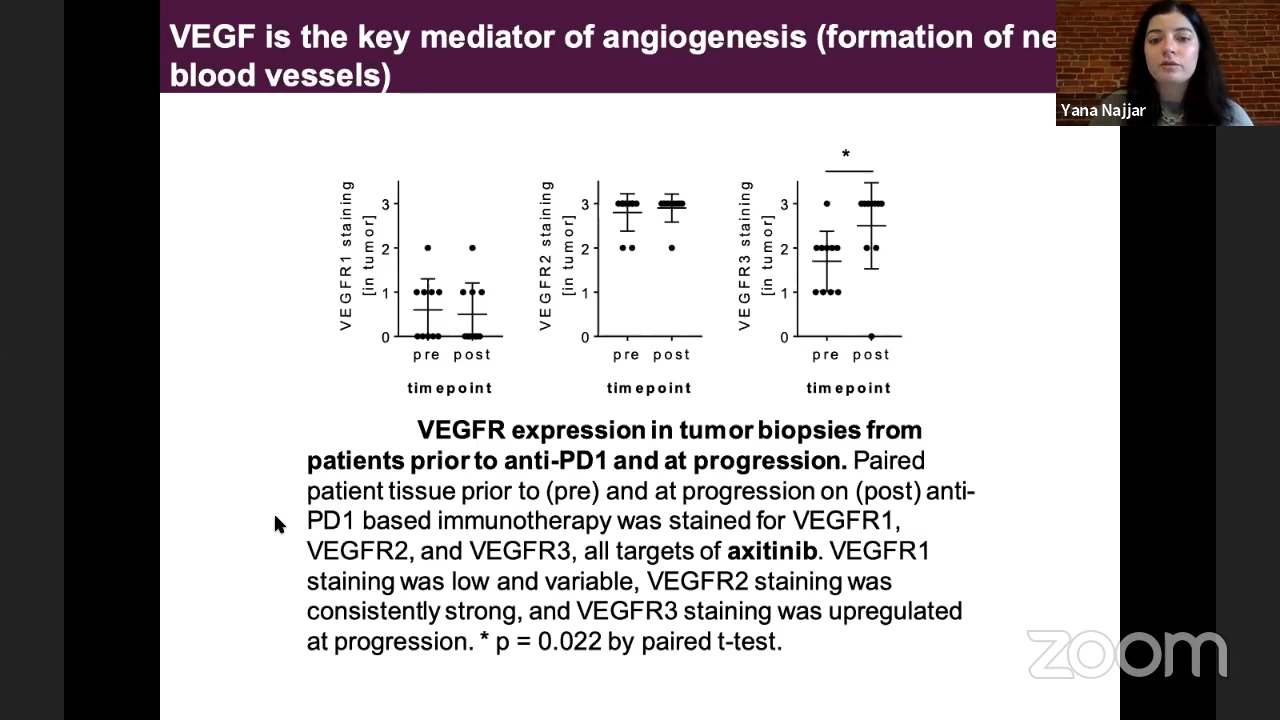 VEGF is the key mediator of angiogenesis (formation of ne
blood vessels)
Yana Najjar
VEGFR1 staining
[in tumor]
3
2
1
0
pre post
timepoint
VEGFR2 staining
[in tumor]
3
2
1
0
pre post
timepoint
*
VEGFR3 staining
[in tumor]
3
2
1
0
pre post
timepoint
VEGFR expression in tumor biopsies from
patients prior to anti-PD1 and at progression. Paired
patient tissue prior to (pre) and at progression on (post) anti-
PD1 based immunotherapy was stained for VEGFR1,
VEGFR2, and VEGFR3, all targets of axitinib. VEGFR1
staining was low and variable, VEGFR2 staining was
consistently strong, and VEGFR3 staining was upregulated
at progression. * p = 0.022 by paired t-test.
zoom